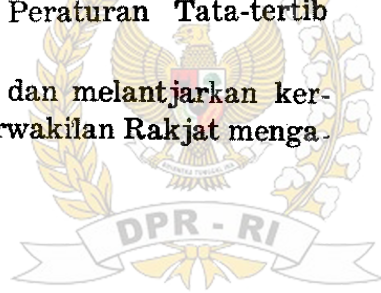 Peraturan Tata-tertib
dan melantjarkan ker-
rwakilan Rakjat menga-
DPR - RI